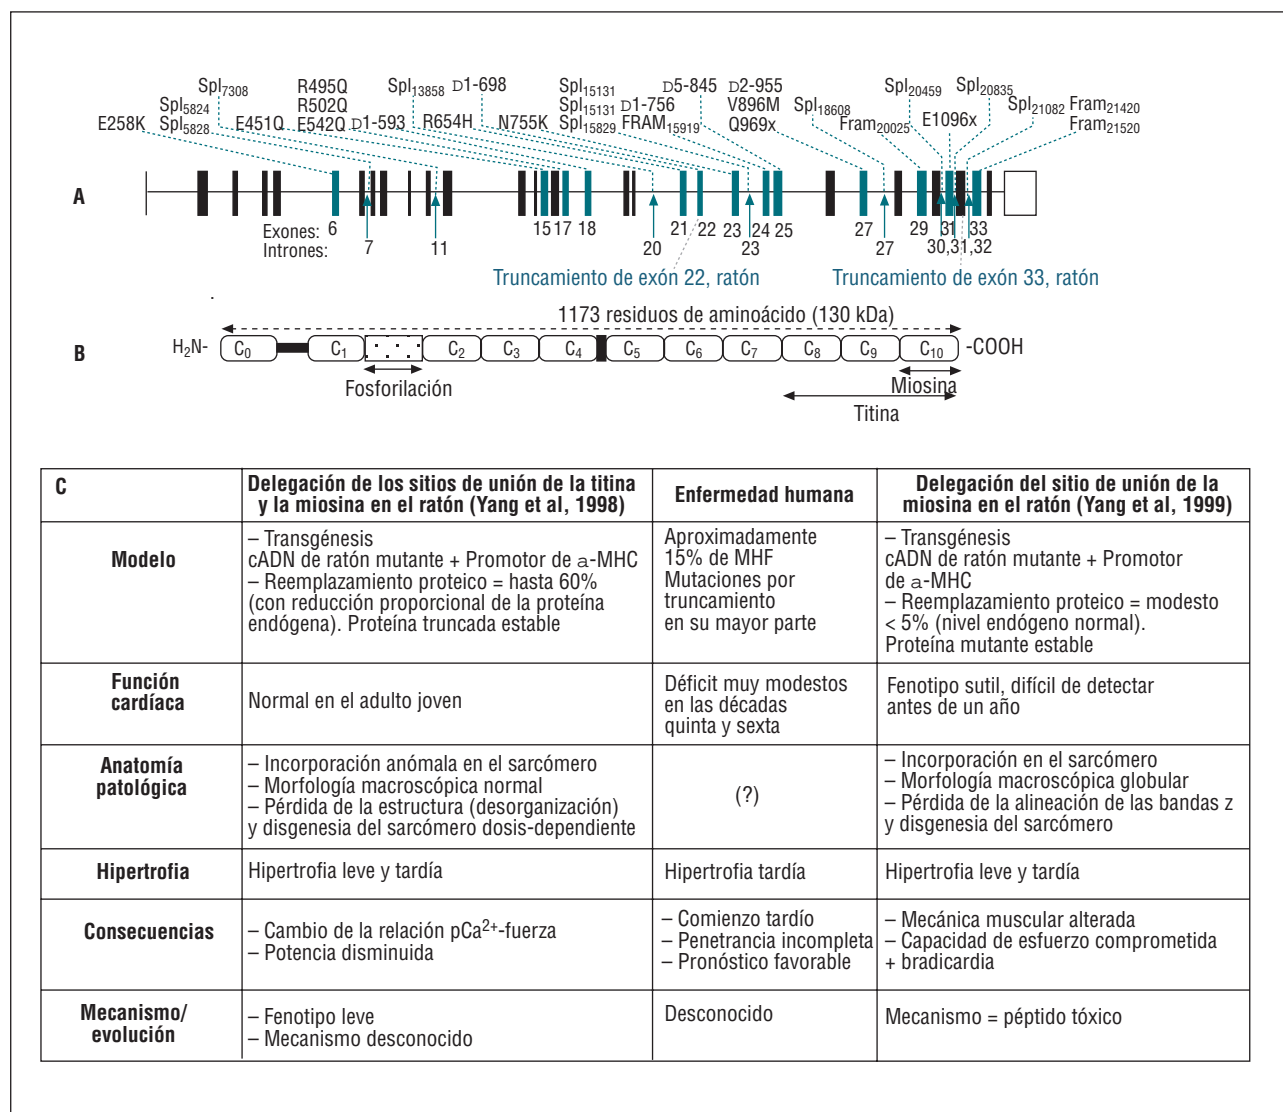 Spl7308 R495Q Spl13858 D1-698 Spl15131 D5-845 D2-955 Spl20459 Spl20835
Spl5824 R502Q Spl15131 D1-756 V896M Spl18608 E1096x Spl21082 Fram21420
E258K Spl5828 E451Q E542Q D1-593 R654H N755K Spl15829 FRAM15919 Q969x Fram20025 Fram21520
A
Exones: 6 15 17 18 21 22 23 24 25 27 29 31 33
Intrones: 7 11 20 23 27 30,31,32
Truncamiento de exón 22, ratón Truncamiento de exón 33, ratón
1173 residuos de aminoácido (130 kDa)
B H2N- C0 C1 C2 C3 C4 C5 C6 C7 C8 C9 C10 -COOH
Fosforilación Miosina
Titina
C
Delegación de los sitios de unión de la titina
y la miosina en el ratón (Yang et al, 1998)
Enfermedad humana
Delegación del sitio de unión de la
miosina en el ratón (Yang et al, 1999)
Modelo
– Transgénesis
cADN de ratón mutante + Promotor de a-MHC
– Reemplazamiento proteico = hasta 60%
(con reducción proporcional de la proteína
endógena). Proteína truncada estable
Aproximadamente
15% de MHF
Mutaciones por
truncamiento
en su mayor parte
– Transgénesis
cADN de ratón mutante + Promotor
de a-MHC
– Reemplazamiento proteico = modesto
< 5% (nivel endógeno normal).
Proteína mutante estable
Función
cardíaca
Normal en el adulto joven
Déficit muy modestos
en las décadas
quinta y sexta
Fenotipo sutil, difícil de detectar
antes de un año
Anatomía
patológica
– Incorporación anómala en el sarcómero
– Morfología macroscópica normal
– Pérdida de la estructura (desorganización)
y disgenesia del sarcómero dosis-dependiente
(?)
– Incorporación en el sarcómero
– Morfología macroscópica globular
– Pérdida de la alineación de las bandas z
y disgenesia del sarcómero
Hipertrofia
Hipertrofia leve y tardía
Hipertrofia tardía
Hipertrofia leve y tardía
Consecuencias
– Cambio de la relación pCa2+-fuerza
– Potencia disminuida
– Comienzo tardío
– Penetrancia incompleta
– Pronóstico favorable
– Mecánica muscular alterada
– Capacidad de esfuerzo comprometida
+ bradicardia
Mecanismo/
evolución
– Fenotipo leve
– Mecanismo desconocido
Desconocido
Mecanismo = péptido tóxico